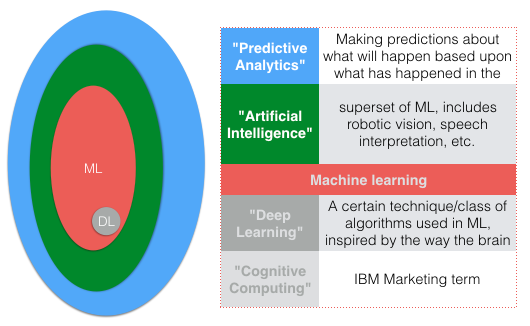 ML
DL
"Predictive
Analytics"
Making predictions about
what will happen based upon
what has happened in the
"Artificial
Intelligence"
superset of ML, includes
robotic vision, speech
interpretation, etc.
Machine learning
"Deep
Learning"
A certain technique/class of
algorithms used in ML,
inspired by the way the brain
"Cognitive
Computing"
IBM Marketing term